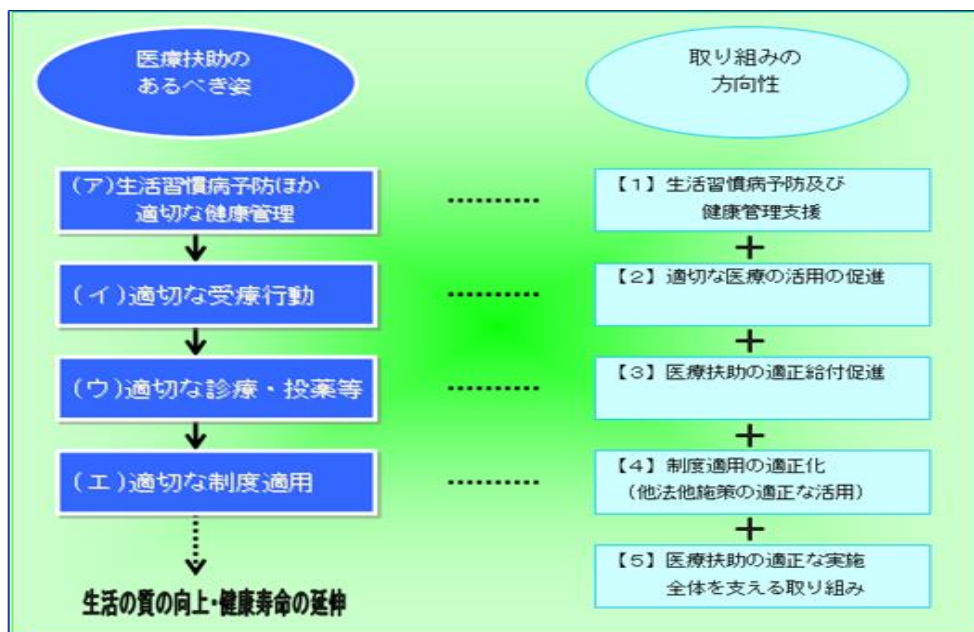 医療扶助の
あるべき姿
取り組みの
方向性
(ア)生活習慣病予防ほか
適切な健康管理
【1】生活習慣病予防及び
健康管理支援
+
(イ)適切な受療行動
【2】適切な医療の活用の促進
+
(ウ)適切な診療・投薬等
【3】医療扶助の適正給付促進
+
(エ)適切な制度適用
【4】制度適用の適正化
(他法他施策の適正な活用)
+
【5】医療扶助の適正な実施
全体を支える取り組み
生活の質の向上・健康寿命の延伸